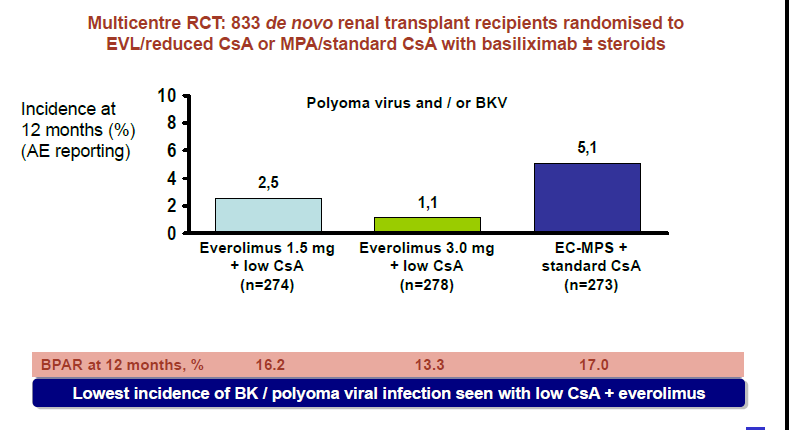 Multicentre RCT: 833 de novo renal transplant recipients randomised to
EVL/reduced CsA or MPA/standard CsA with basiliximab ± steroids
Incidence at
12 months (%)
(AE reporting)
Polyoma virus and / or BKV
10
8
6
4
2
0
2,5
1,1
5,1
Everolimus 1.5 mg
+ low CsA
(n=274)
Everolimus 3.0 mg
+ low CsA
(n=278)
EC-MPS +
standard CsA
(n=273)
BPAR at 12 months, % 16.2 13.3 17.0
Lowest incidence of BK / polyoma viral infection seen with low CsA + everolimus